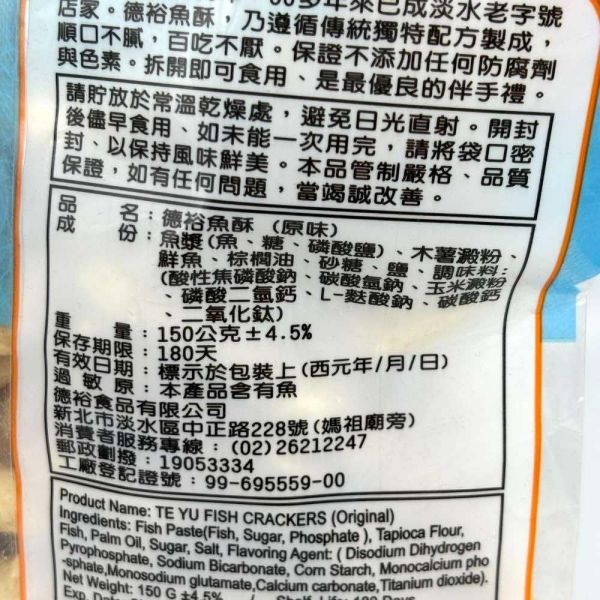 多年來已成淡水老字號
店家。德裕魚酥，乃遵循傳統獨特配方製成，
順口不膩，百吃不厭。保證不添加任何防腐劑
與色素。拆開即可食用、是最優良的伴手禮。
請貯放於常溫乾燥處，避免日光直射。開封
後儘早食用、如未能一次用完，請將袋口密
封、以保持風味鮮美。本品管制嚴格、品質
保證，如有任何問題，當竭誠改善。
品名：德裕魚酥（原味）
成份：魚漿(魚、糖、磷酸鹽)、木薯澱粉、
鮮魚、棕櫚油、砂糖、鹽、調味料：
(酸性焦磷酸鈉、碳酸氫鈉、玉米澱粉
、磷酸二氫鈣、L-麩酸鈉、碳酸鈣
、二氧化鈦)
重量：150公克±4.5%
保存期限：180天
有效日期：標示於包裝上(西元年/月/日)
過敏原：本產品含有魚
德裕食品有限公司
新北市淡水區中正路228號(媽祖廟旁)
消費者服務專線：(02)26212247
郵政劃撥：19053334
工廠登記證號：99-695559-00
Product Name: TE YU FISH CRACKERS (Original)
Ingredients: Fish Paste(Fish, Sugar, Phosphate ), Tapioca Flour,
Fish, Palm Oil, Sugar, Salt, Flavoring Agent: ( Disodium Dihydrogen
Pyrophosphate, Sodium Bicarbonate, Corn Starch, Monocalcium pho
-sphate,Monosodium glutamate,Calcium carbonate,Titanium dioxide).
Net Weight: 150 G ±4.5% / Shelf Life: 180 Days
Exp. Date: